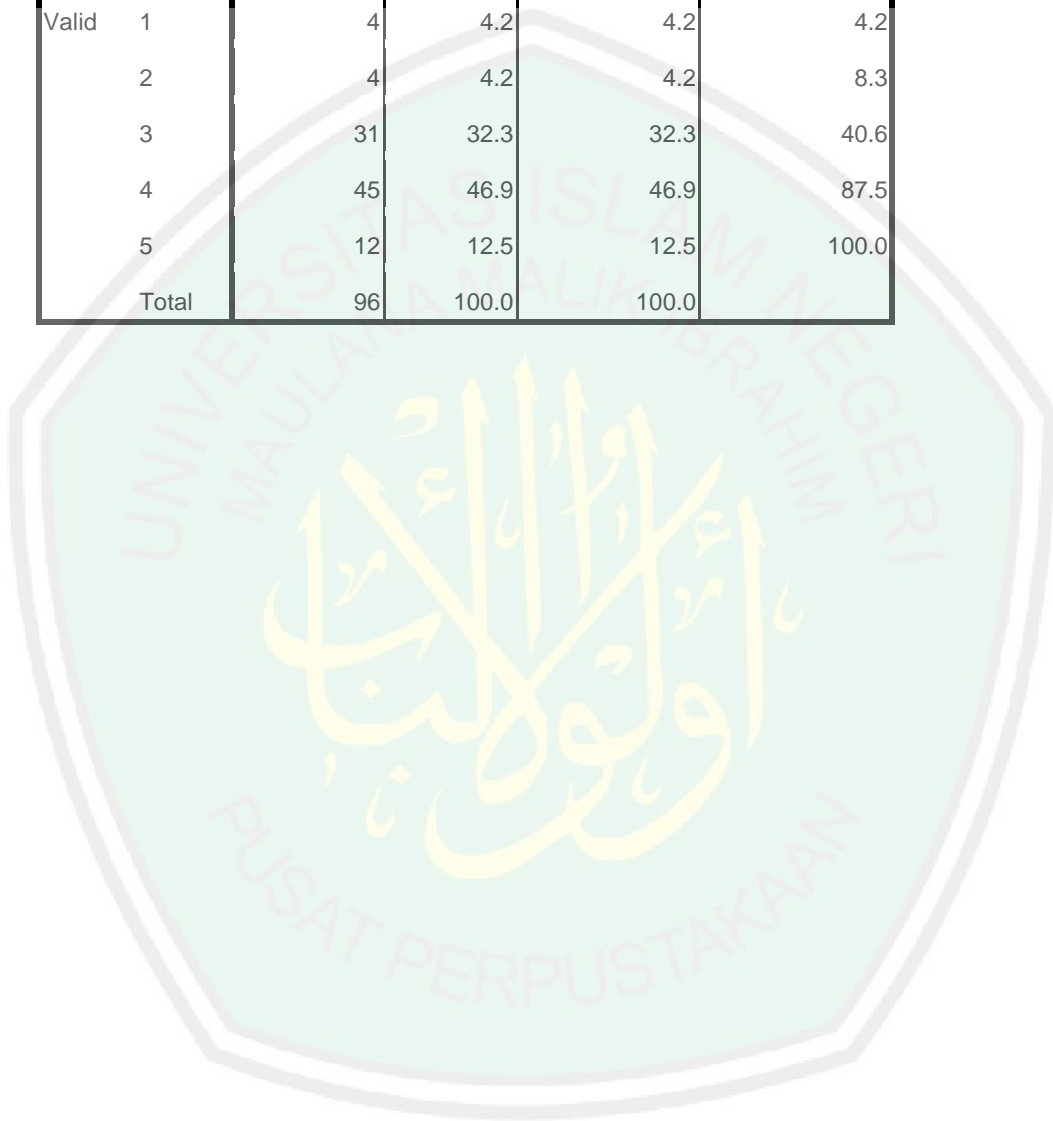 Valid 1 4 4.2 4.2 4.2
2 4 4.2 4.2 8.3
3 31 32.3 32.3 40.6
4 45 46.9 46.9 87.5
5 12 12.5 12.5 100.0
Total 96 100.0 100.0
UNIVERSITAS ISLAM NEGERI
MAULANA MALIK IBRAHIM
PUSAT PERPUSTAKAAN